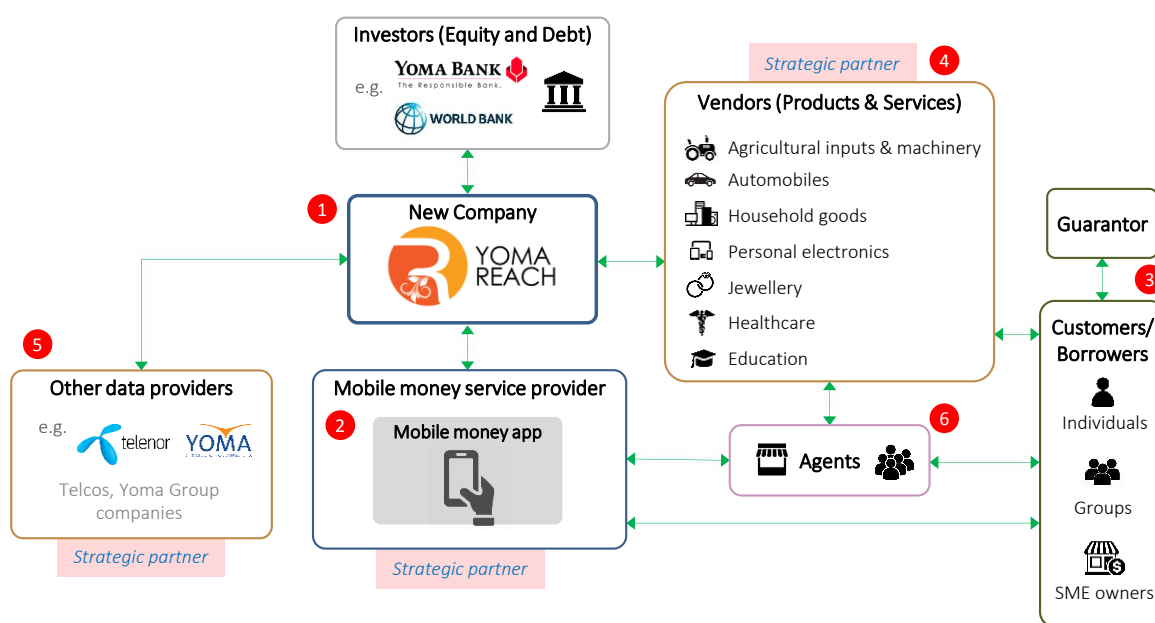 Investors (Equity and Debt)
e.g.
YOMA BANK
The Responsible Bank.
WORLD BANK
Strategic partner
4
Vendors (Products & Services)
Agricultural inputs & machinery
Automobiles
Household goods
Personal electronics
Jewellery
Healthcare
Education
1
New Company
YOMA
REACH
Guarantor
3
Customers/
Borrowers
Individuals
Groups
SME owners
$
5
Other data providers
e.g.
telenor
YOMA
Telcos, Yoma Group
companies
Strategic partner
Mobile money service provider
2
Mobile money app
Strategic partner
6
Agents